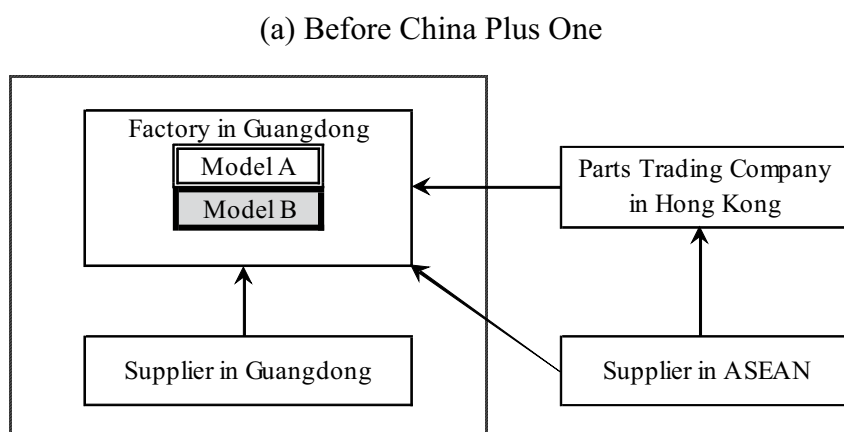 (a) Before China Plus One
Factory in Guangdong
Model A
Model B
Parts Trading Company
in Hong Kong
Supplier in Guangdong
Supplier in ASEAN